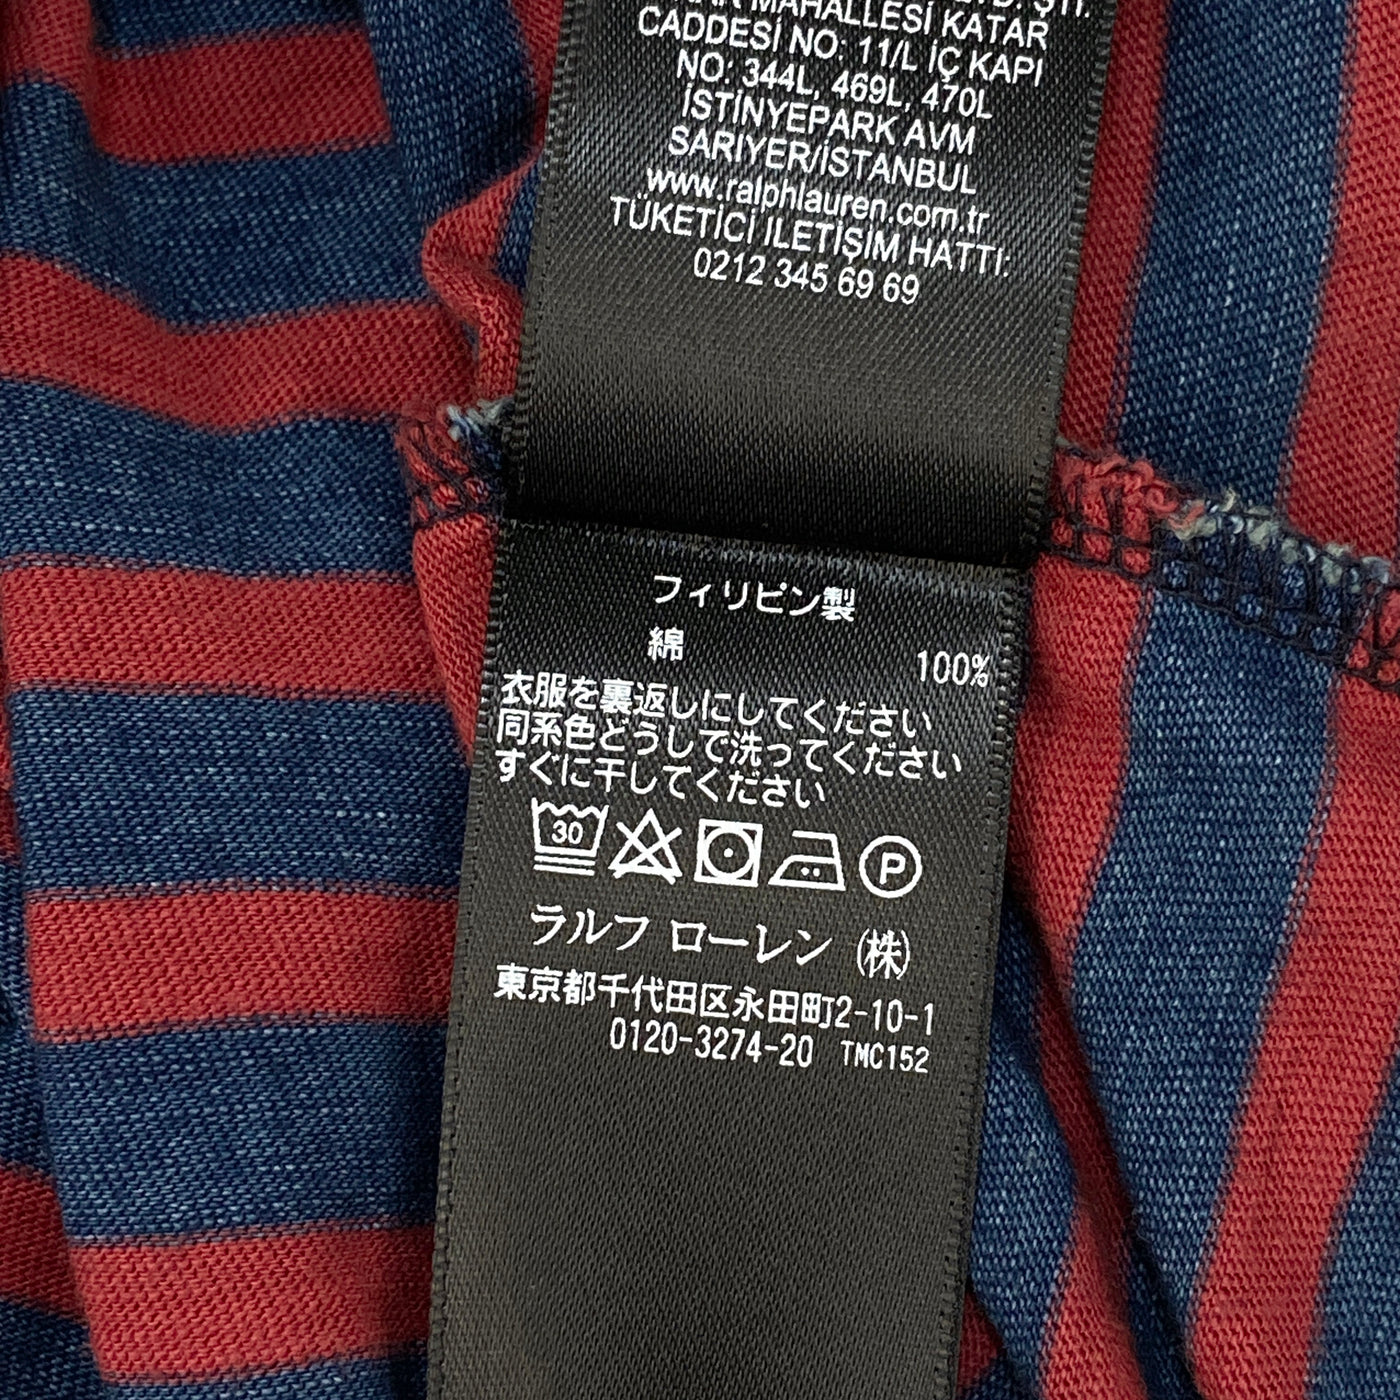 MAHALLESİ KATAR
CADDESİ NO: 11/L İÇ KAPI
NO: 344L, 469L, 470L
İSTİNYEPARK AVM
SARIYER/İSTANBUL
www.ralphlauren.com.tr
TÜKETİCİ İLETİŞİM HATTI:
0212 345 69 69
フィリピン製
綿 100%
衣服を裏返しにしてください
同系色どうしで洗ってください
すぐに干してください
30 P
ラルフ ローレン (株)
東京都千代田区永田町2-10-1
0120-3274-20 TMC152